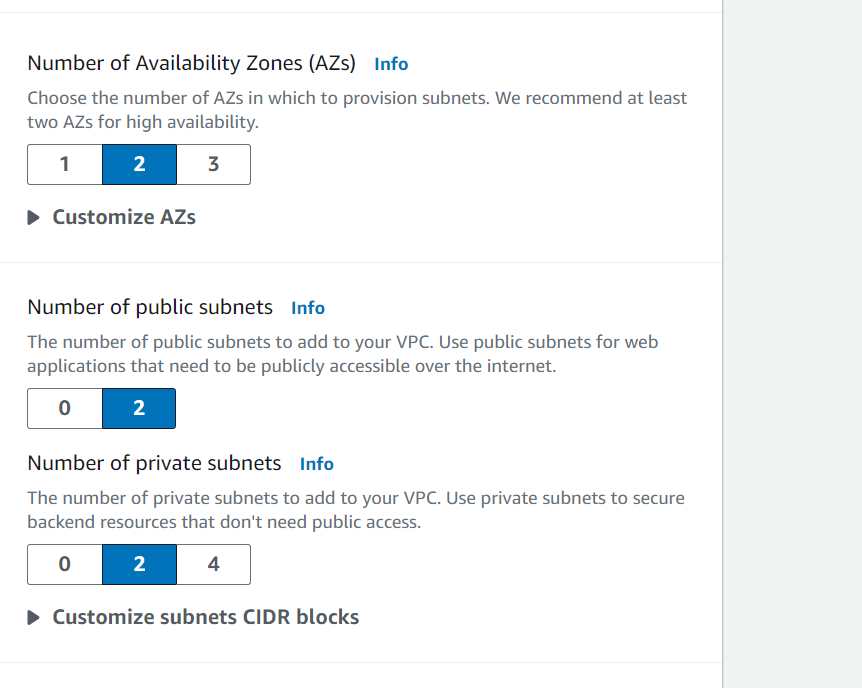 Number of Availability Zones (AZs) Info
Choose the number of AZs in which to provision subnets. We recommend at least
two AZs for high availability.
1 2 3
Customize AZs
Number of public subnets Info
The number of public subnets to add to your VPC. Use public subnets for web
applications that need to be publicly accessible over the internet.
0 2
Number of private subnets Info
The number of private subnets to add to your VPC. Use private subnets to secure
backend resources that don't need public access.
0 2 4
Customize subnets CIDR blocks